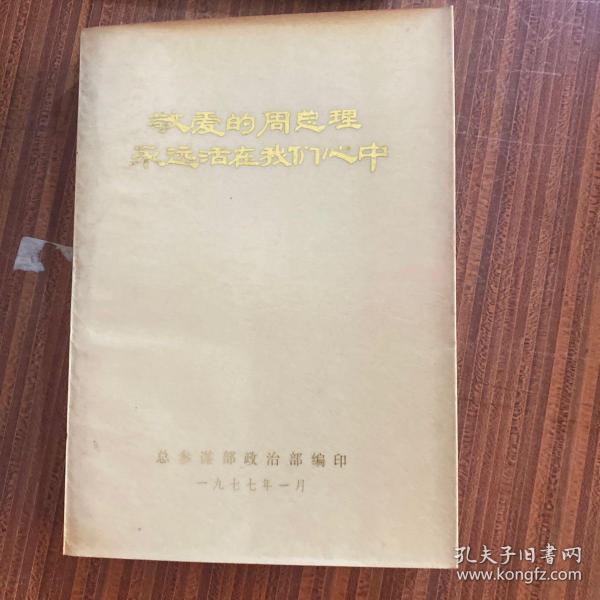 敬爱的周总理
永远活在我们心中
总参谋部政治部编印
一九七七年一月
孔夫子旧书网
www.kongfz.com